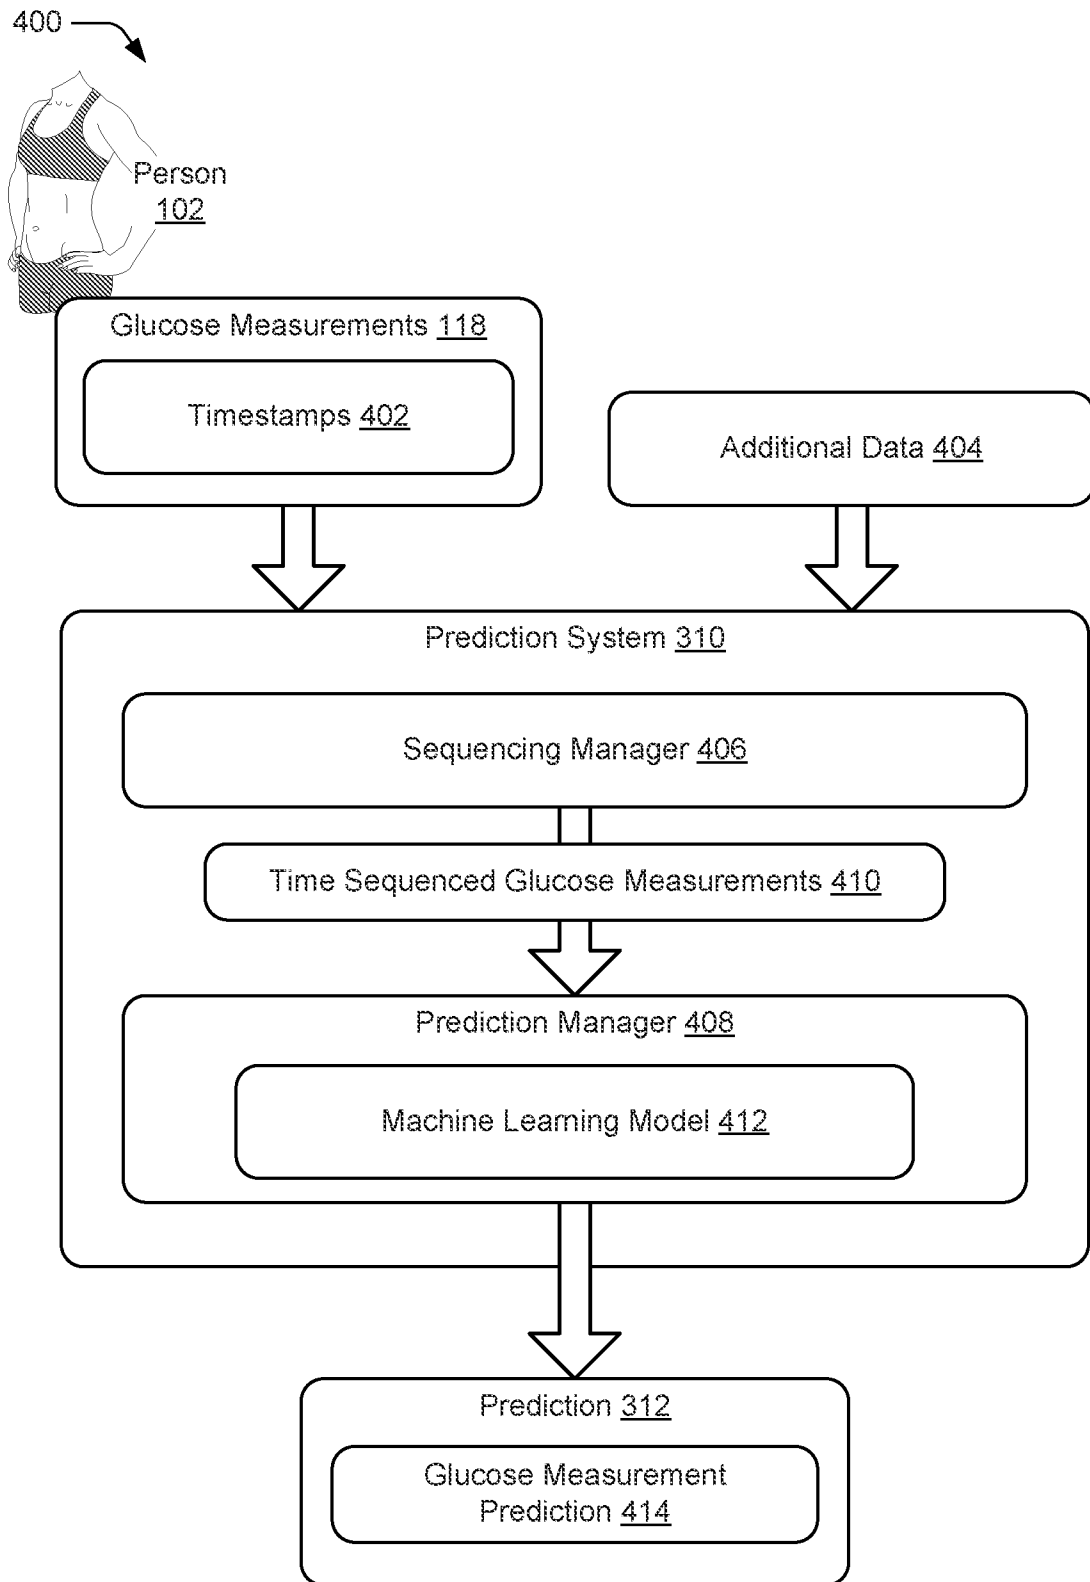 400
Person
102
Glucose Measurements 118
Timestamps 402
Additional Data 404
Prediction System 310
Sequencing Manager 406
Time Sequenced Glucose Measurements 410
Prediction Manager 408
Machine Learning Model 412
Prediction 312
Glucose Measurement
Prediction 414